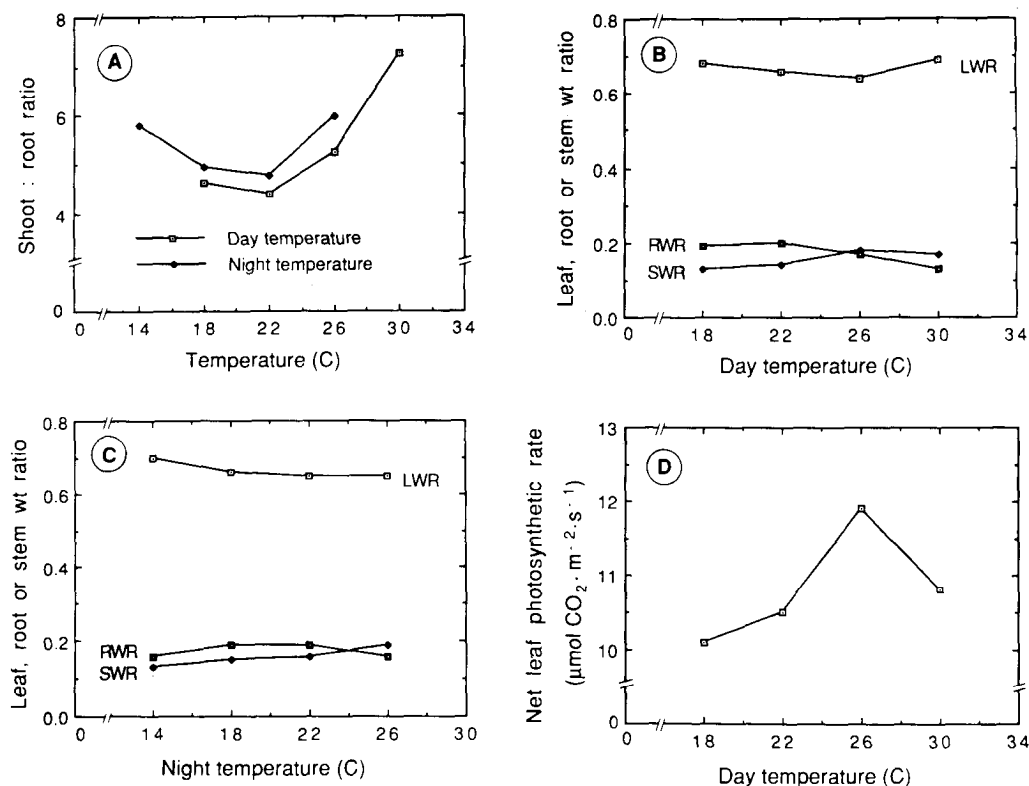 A
Shoot : root ratio
8
6
4
0
Day temperature
Night temperature
0 14 18 22 26 30 34
Temperature (C)
B
Leaf, root or stem wt ratio
0.8
0.6
0.4
0.2
0.0
LWR
RWR
SWR
0 18 22 26 30 34
Day temperature (C)
C
Leaf, root or stem wt ratio
0.8
0.6
0.4
0.2
0.0
LWR
RWR
SWR
0 14 18 22 26 30
Night temperature (C)
D
Net leaf photosynthetic rate
(μmol CO₂ · m⁻² · s⁻¹)
13
12
11
10
0
0 18 22 26 30 34
Day temperature (C)